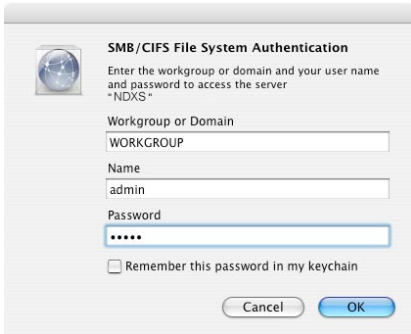 SMB/CIFS File System Authentication
Enter the workgroup or domain and your user name
and password to access the server
"NDXS"
Workgroup or Domain
WORKGROUP
Name
admin
Password
•••••
Remember this password in my keychain
Cancel
OK